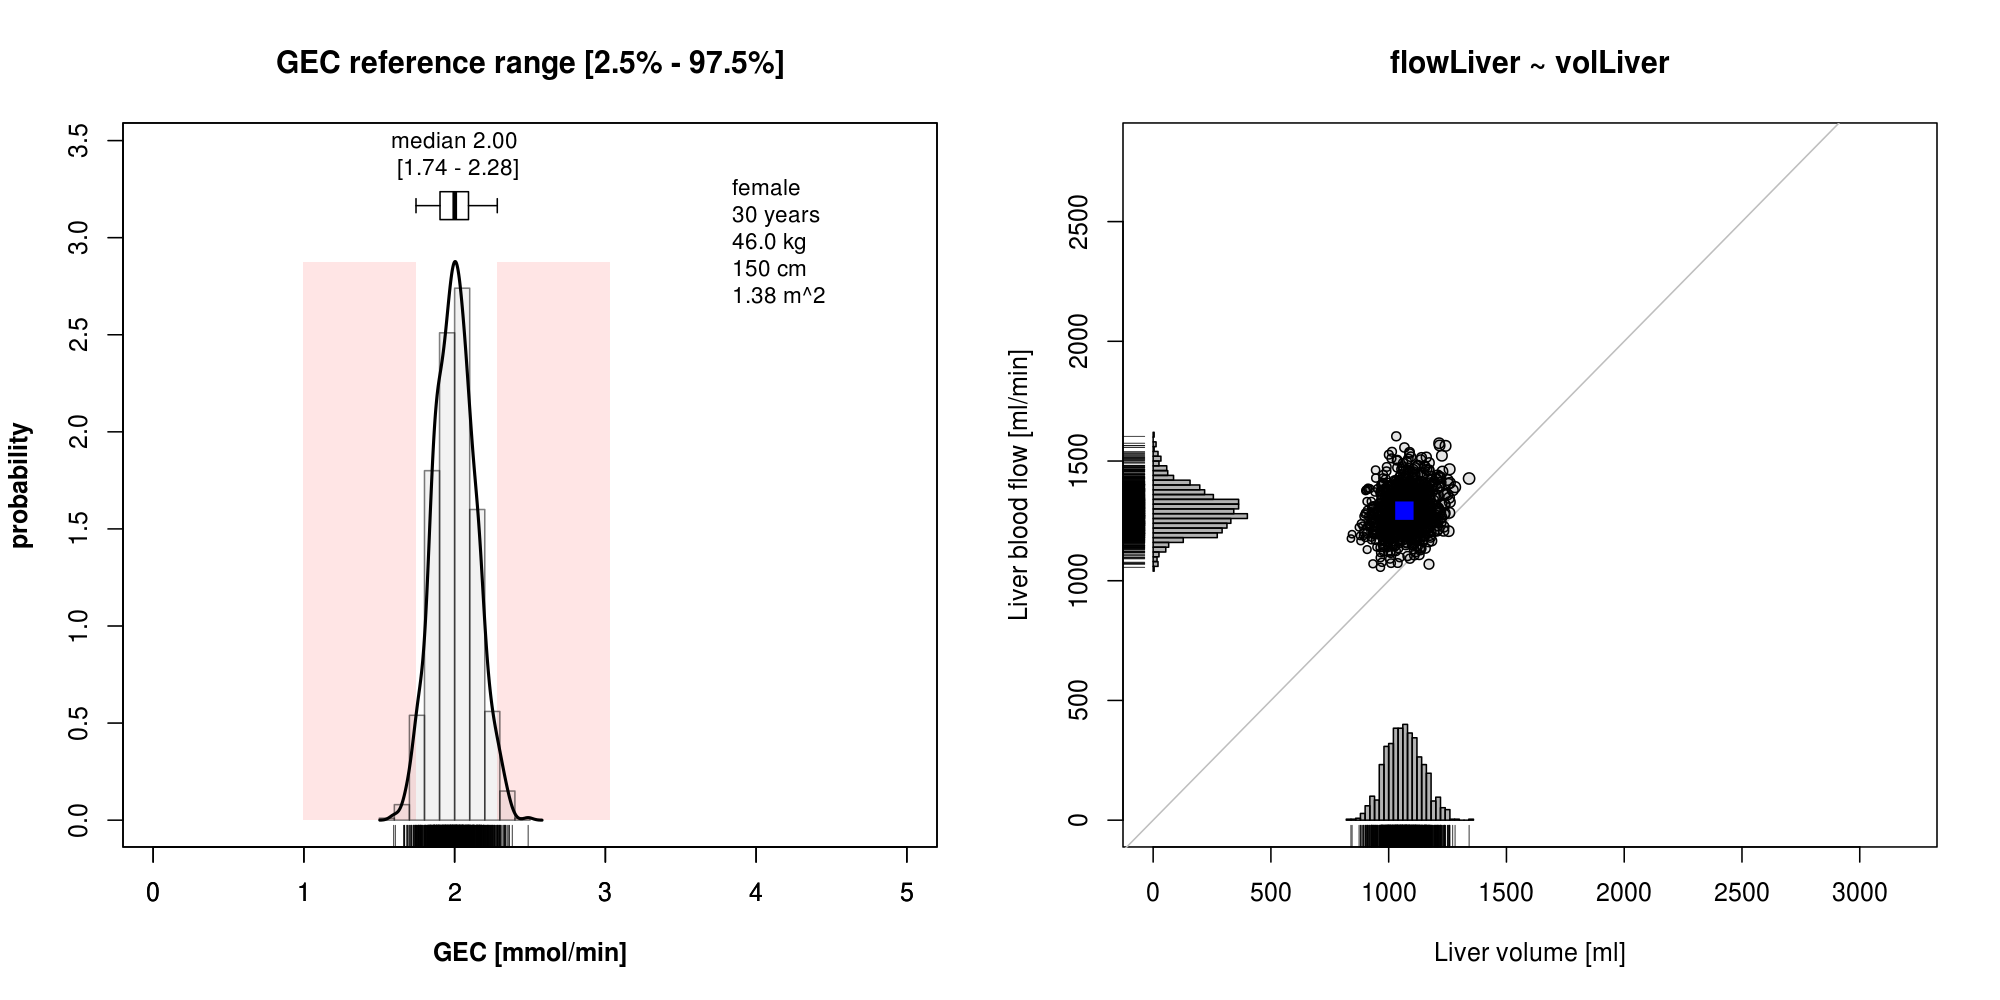 GEC reference range [2.5% - 97.5%]
median 2.00
[1.74 - 2.28]
female
30 years
46.0 kg
150 cm
1.38 m^2
probability
3.5
3.0
2.5
2.0
1.5
1.0
0.5
0.0
0 1 2 3 4 5
GEC [mmol/min]
flowLiver ~ volLiver
Liver blood flow [ml/min]
2500
2000
1500
1000
500
0
0 500 1000 1500 2000 2500 3000
Liver volume [ml]